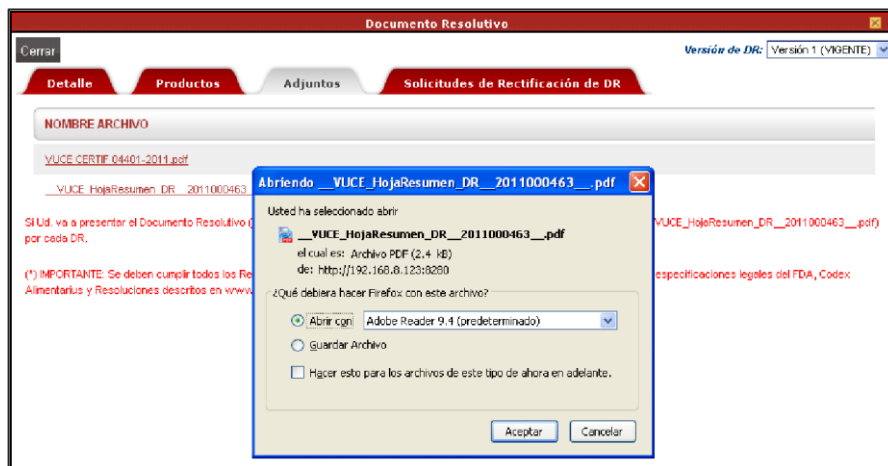 Documento Resolutivo
Cerrar
Versión de DR: Versión 1 (VIGENTE)
Detalle Productos Adjuntos Solicitudes de Rectificación de DR
NOMBRE ARCHIVO
VUCE CERTIF 04401-2011.pdf
__VUCE_HojaResumen_DR__2011000463
Si Ud. va a presentar el Documento Resolutivo (
VUCE_HojaResumen_DR__2011000463__.pdf)
por cada DR.
(*) IMPORTANTE: Se deben cumplir todos los Re
especificaciones legales del FDA, Codex
Alimentarius y Resoluciones descritos en www.
Abriendo __VUCE_HojaResumen_DR__2011000463__.pdf
Usted ha seleccionado abrir
__VUCE_HojaResumen_DR__2011000463__.pdf
el cual es: Archivo PDF (2.4 kB)
de: http://192.168.8.123:8280
¿Qué debiera hacer Firefox con este archivo?
Abrir con Adobe Reader 9.4 (predeterminado)
Guardar Archivo
Hacer esto para los archivos de este tipo de ahora en adelante.
Aceptar Cancelar